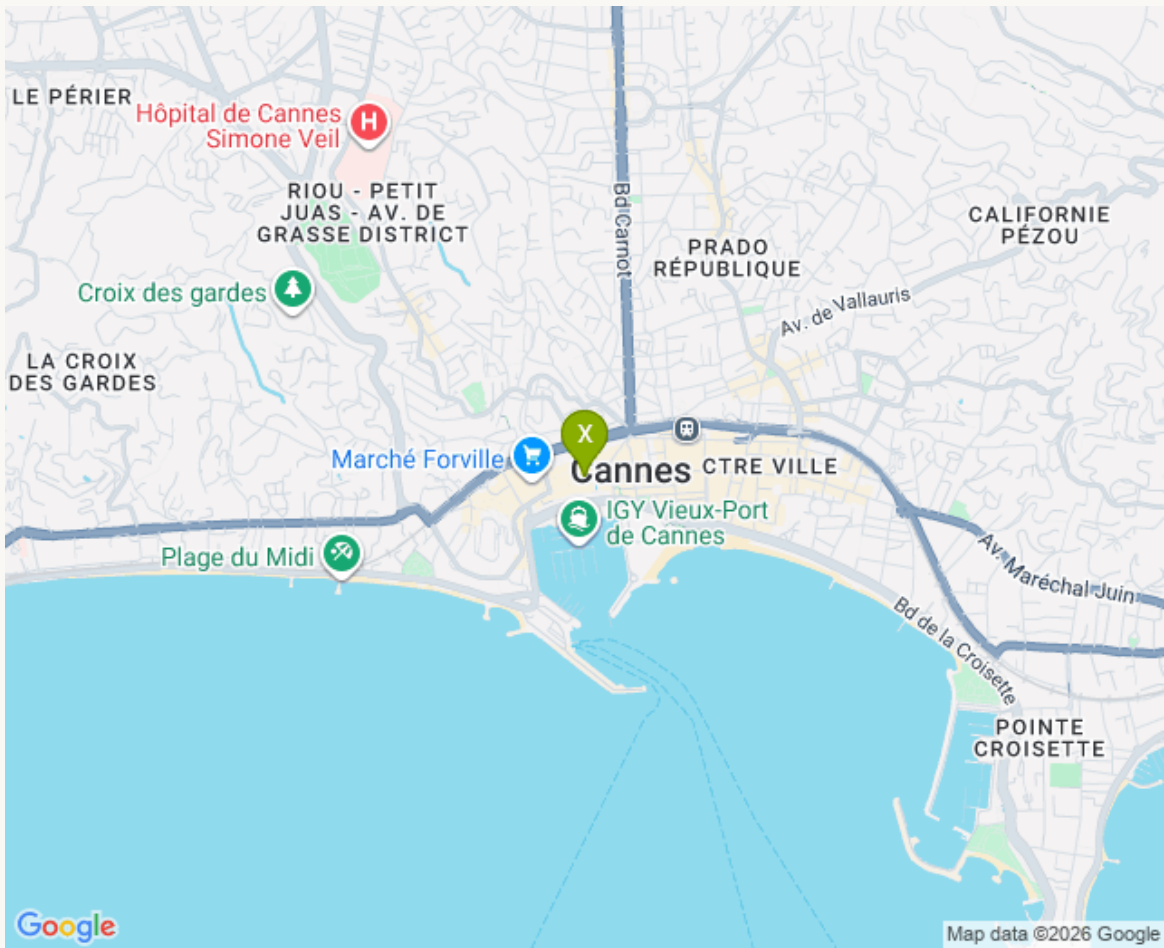 LE PÉRIER
Hôpital de Cannes
Simone Veil
H
RIOU - PETIT
JUAS - AV. DE
GRASSE DISTRICT
Bd Carnot
CALIFORNIE
PÉZOU
PRADO
RÉPUBLIQUE
Croix des gardes
Av. de Vallauris
LA CROIX
DES GARDES
X
Marché Forville
Cannes
CTRE VILLE
IGY Vieux-Port
de Cannes
Plage du Midi
Av. Maréchal Juin
Bd de la Croisette
POINTE
CROISETTE
Google
Map data ©2026 Google